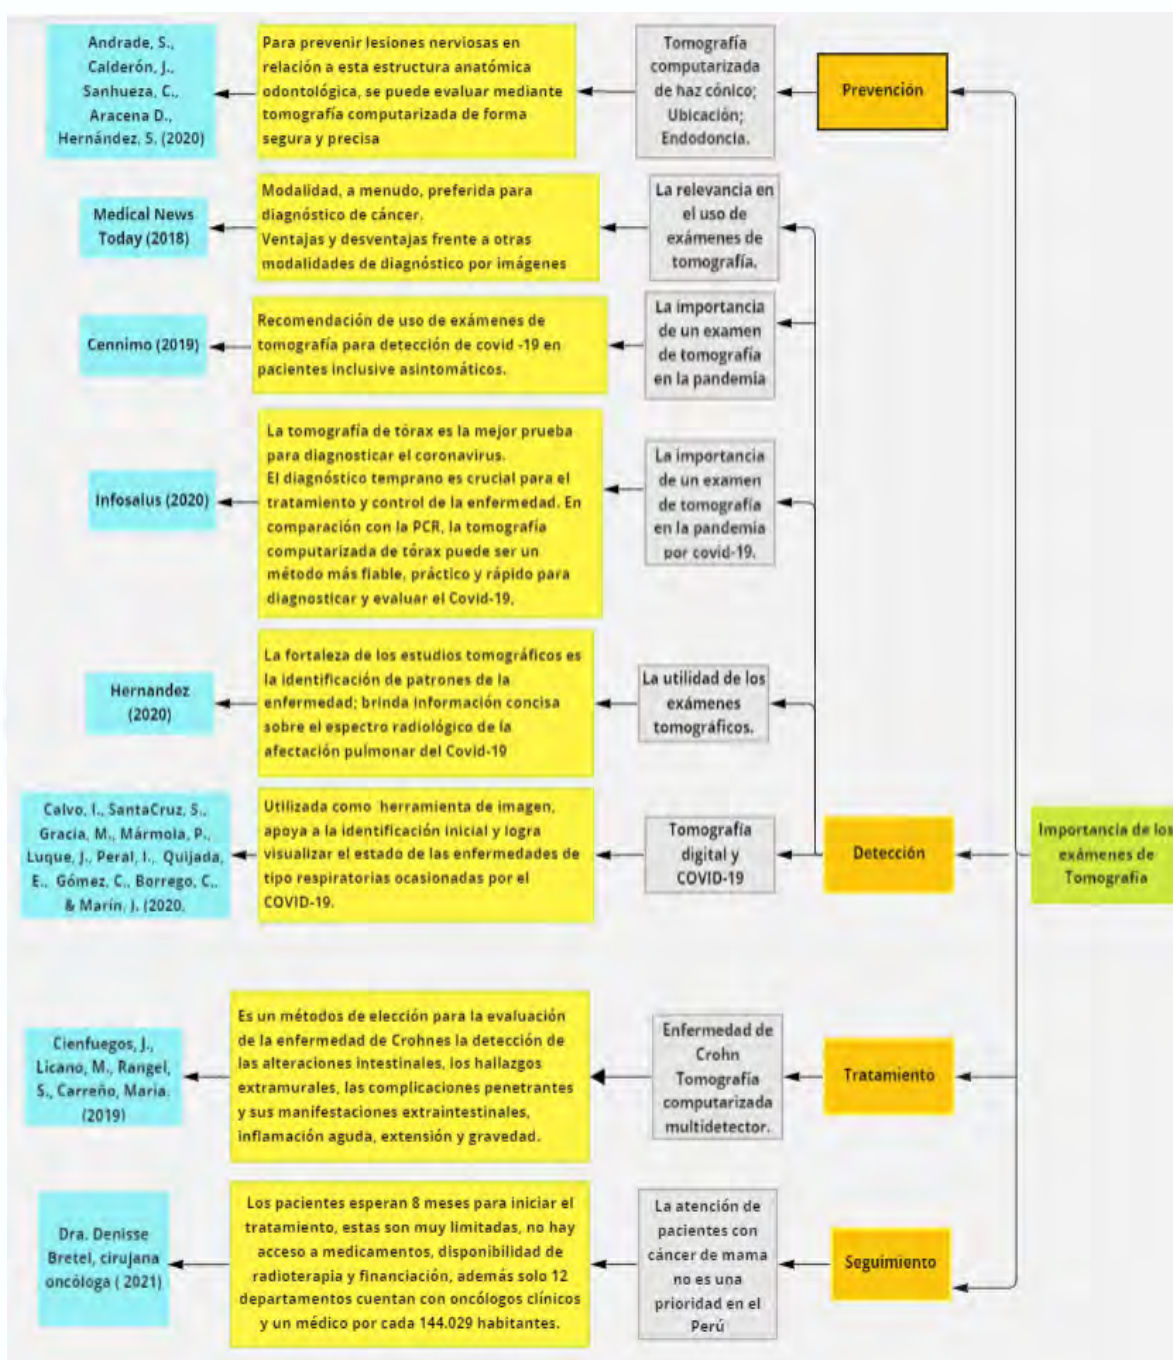 Andrade, S.,
Calderón, J.,
Sanhueza, C.,
Aracena D.,
Hernández, S. (2020)
Para prevenir lesiones nerviosas en
relación a esta estructura anatómica
odontológica, se puede evaluar mediante
tomografía computarizada de forma
segura y precisa
Tomografía
computarizada
de haz cónico;
Ubicación;
Endodoncia.
Prevención
Medical News
Today (2018)
Modalidad, a menudo, preferida para
diagnóstico de cáncer.
Ventajas y desventajas frente a otras
modalidades de diagnóstico por imágenes
La relevancia en
el uso de
exámenes de
tomografía.
Cennimo (2019)
Recomendación de uso de exámenes de
tomografía para detección de covid -19 en
pacientes inclusive asintomáticos.
La importancia
de un examen
de tomografía
en la pandemia
Infosalus (2020)
La tomografía de tórax es la mejor prueba
para diagnosticar el coronavirus.
El diagnóstico temprano es crucial para el
tratamiento y control de la enfermedad. En
comparación con la PCR, la tomografía
computarizada de tórax puede ser un
método más fiable, práctico y rápido para
diagnosticar y evaluar el Covid-19,
La importancia
de un examen
de tomografía
en la pandemia
por covid-19.
Hernandez
(2020)
La fortaleza de los estudios tomográficos es
la identificación de patrones de la
enfermedad; brinda información concisa
sobre el espectro radiológico de la
afectación pulmonar del Covid-19
La utilidad de los
exámenes
tomográficos.
Calvo, I., SantaCruz, S.,
Gracia, M., Mármola, P.,
Luque, J., Peral, I., Quijada,
E., Gómez, C., Borrego, C.,
& Marín, J. (2020,
Utilizada como herramienta de imagen,
apoya a la identificación inicial y logra
visualizar el estado de las enfermedades de
tipo respiratorias ocasionadas por el
COVID-19.
Tomografía
digital y
COVID-19
Detección
Importancia de los
exámenes de
Tomografia
Cienfuegos, J.,
Licano, M., Rangel,
S., Carreño, Maria.
(2019)
Es un métodos de elección para la evaluación
de la enfermedad de Crohnes la detección de
las alteraciones intestinales, los hallazgos
extramurales, las complicaciones penetrantes
y sus manifestaciones extraintestinales,
inflamación aguda, extensión y gravedad.
Enfermedad de
Crohn
Tomografía
computarizada
multidetector.
Tratamiento
Dra. Denisse
Bretel, cirujana
oncóloga ( 2021)
Los pacientes esperan 8 meses para iniciar el
tratamiento, estas son muy limitadas, no hay
acceso a medicamentos, disponibilidad de
radioterapia y financiación, además solo 12
departamentos cuentan con oncólogos clínicos
y un médico por cada 144.029 habitantes.
La atención de
pacientes con
cáncer de mama
no es una
prioridad en el
Perú
Seguimiento